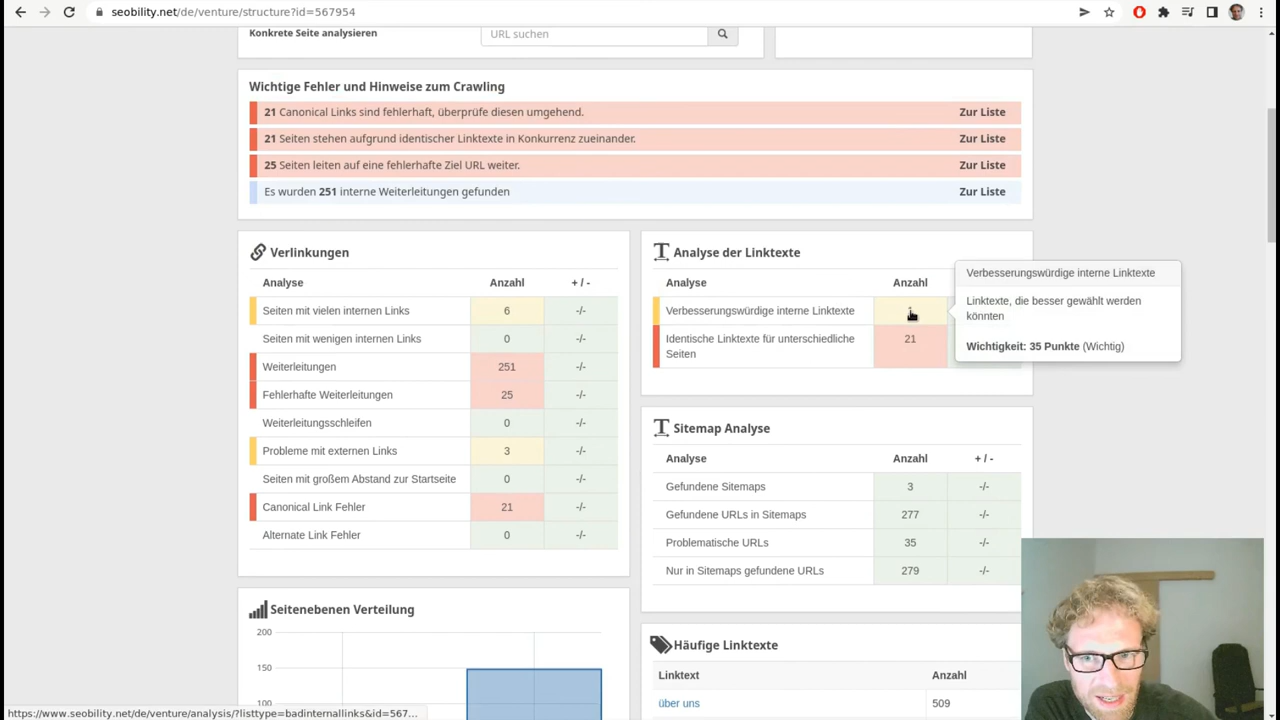 seobility.net/de/venture/structure?id=567954
Konkrete Seite analysieren
URL suchen
Wichtige Fehler und Hinweise zum Crawling
21 Canonical Links sind fehlerhaft, überprüfe diesen umgehend. Zur Liste
21 Seiten stehen aufgrund identischer Linktexte in Konkurrenz zueinander. Zur Liste
25 Seiten leiten auf eine fehlerhafte Ziel URL weiter. Zur Liste
Es wurden 251 interne Weiterleitungen gefunden Zur Liste
Verlinkungen
Analyse Anzahl + / -
Seiten mit vielen internen Links 6 -/-
Seiten mit wenigen internen Links 0 -/-
Weiterleitungen 251 -/-
Fehlerhafte Weiterleitungen 25 -/-
Weiterleitungsschleifen 0 -/-
Probleme mit externen Links 3 -/-
Seiten mit großem Abstand zur Startseite 0 -/-
Canonical Link Fehler 21 -/-
Alternate Link Fehler 0 -/-
Seitenebenen Verteilung
200
150
100
Analyse der Linktexte
Analyse Anzahl
Verbesserungswürdige interne Linktexte
Identische Linktexte für unterschiedliche 21
Seiten
Verbesserungswürdige interne Linktexte
Linktexte, die besser gewählt werden
könnten
Wichtigkeit: 35 Punkte (Wichtig)
Sitemap Analyse
Analyse Anzahl + / -
Gefundene Sitemaps 3 -/-
Gefundene URLs in Sitemaps 277 -/-
Problematische URLs 35 -/-
Nur in Sitemaps gefundene URLs 279 -/-
Häufige Linktexte
Linktext Anzahl
über uns 509
https://www.seobility.net/de/venture/analysis/?listtype=badinternallinks&id=567...